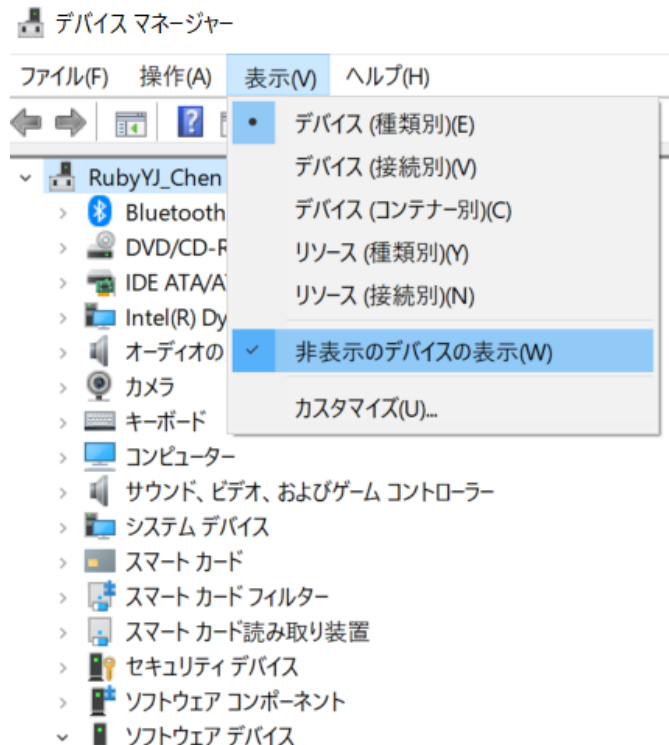 デバイス マネージャー
ファイル(F) 操作(A) 表示(V) ヘルプ(H)
デバイス (種類別)(E)
デバイス (接続別)(V)
デバイス (コンテナー別)(C)
リソース (種類別)(Y)
リソース (接続別)(N)
非表示のデバイスの表示(W)
カスタマイズ(U)...
RubyYJ_Chen
Bluetooth
DVD/CD-R
IDE ATA/A
Intel(R) Dy
オーディオの
カメラ
キーボード
コンピューター
サウンド、ビデオ、およびゲーム コントローラー
システム デバイス
スマート カード
スマート カード フィルター
スマート カード読み取り装置
セキュリティ デバイス
ソフトウェア コンポーネント
ソフトウェア デバイス